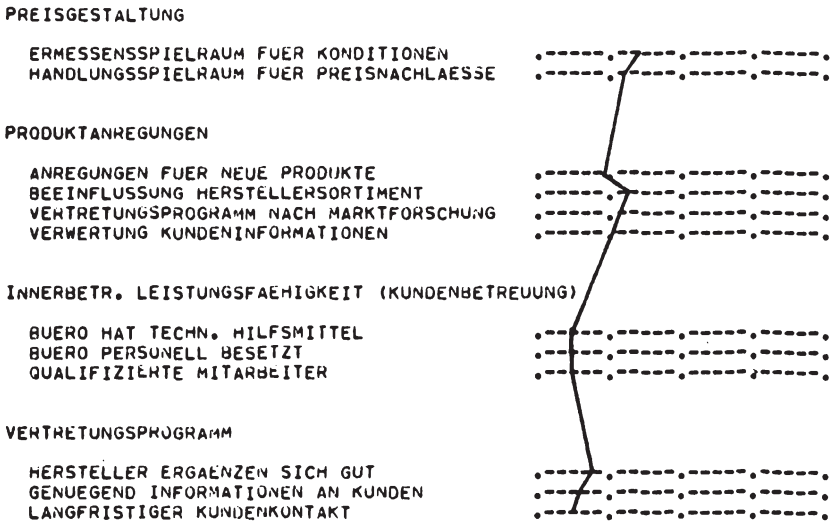 PREISGESTALTUNG
ERMESSENSSPIELRAUM FUER KONDITIONEN
HANDLUNGSSPIELRAUM FUER PREISNACHLAESSE
PRODUKTANREGUNGEN
ANREGUNGEN FUER NEUE PRODUKTE
BEEINFLUSSUNG HERSTELLERSORTIMENT
VERTRETUNGSPROGRAMM NACH MARKTFORSCHUNG
VERWERTUNG KUNDENINFORMATIONEN
INNERBETR. LEISTUNGSFAEHIGKEIT (KUNDENBETREUUNG)
BUERO HAT TECHN. HILFSMITTEL
BUERO PERSONELL BESETZT
QUALIFIZIERTE MITARBEITER
VERTRETUNGSPROGRAMM
HERSTELLER ERGAENZEN SICH GUT
GENUEGEND INFORMATIONEN AN KUNDEN
LANGFRISTIGER KUNDENKONTAKT